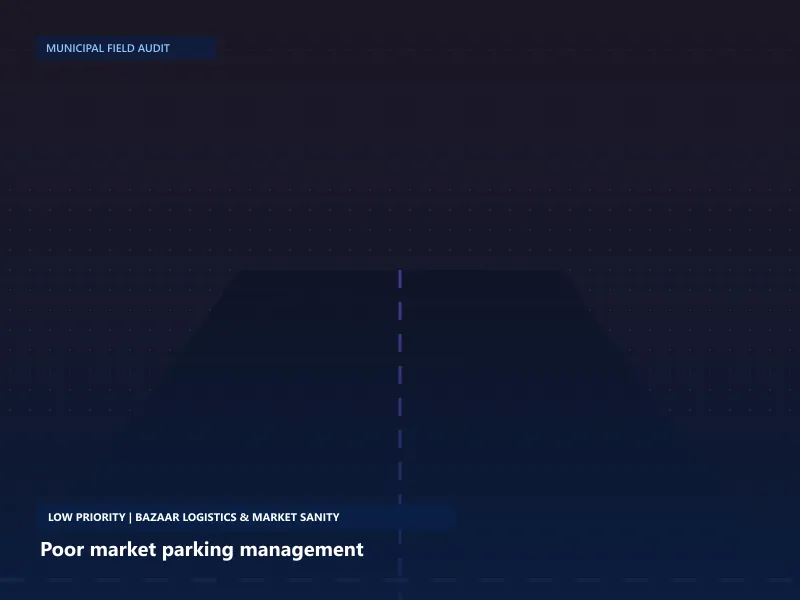 MUNICIPAL FIELD AUDIT
LOW PRIORITY | BAZAAR LOGISTICS & MARKET SANITY
Poor market parking management